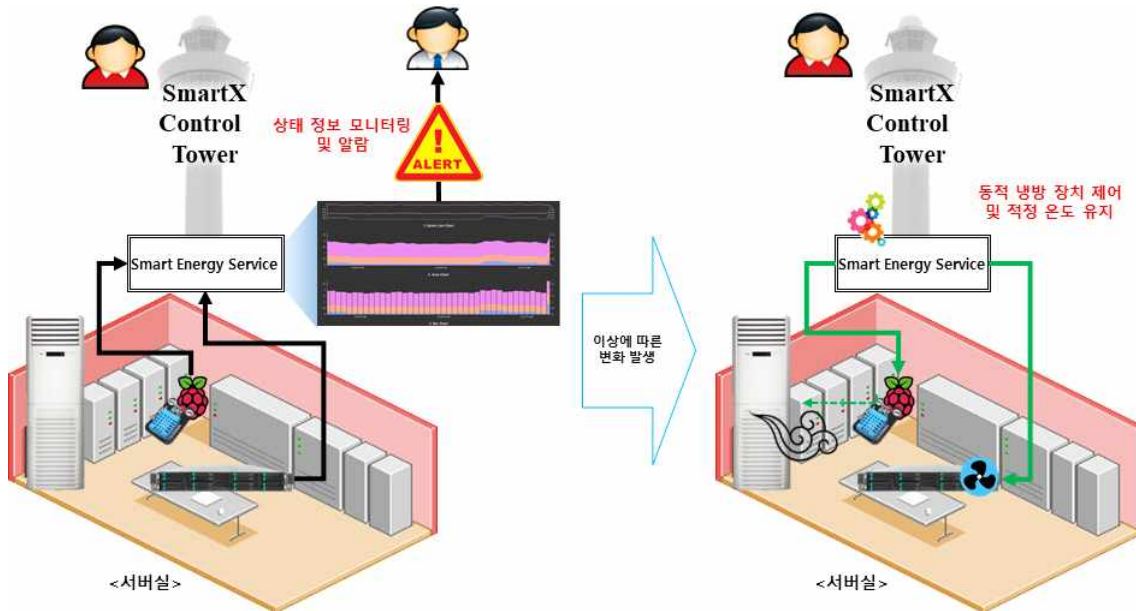 SmartX
Control
Tower
상태 정보 모니터링
및 알람
!
ALERT
Smart Energy Service
<서버실>
이상에 따른
변화 발생
SmartX
Control
Tower
동적 냉방 장치 제어
및 적정 온도 유지
Smart Energy Service
<서버실>